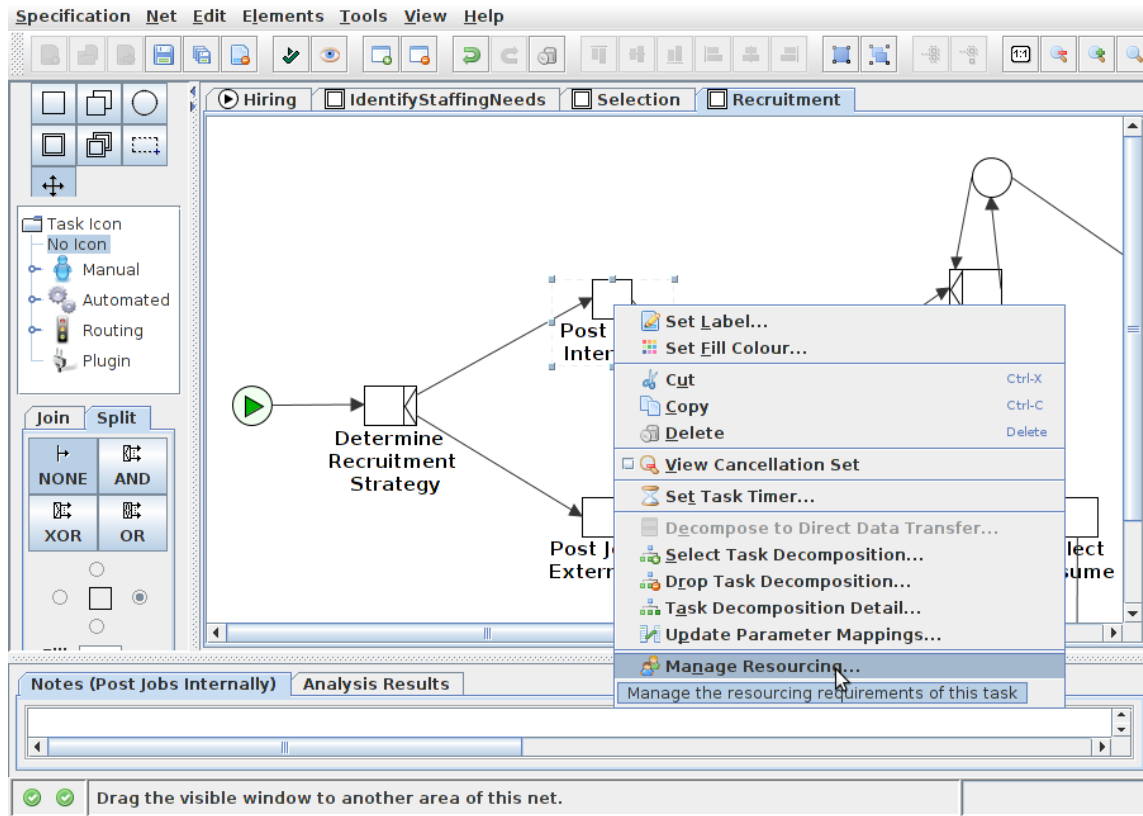 Specification Net Edit Elements Tools View Help
1:1
Hiring IdentifyStaffingNeeds Selection Recruitment
Task Icon
No Icon
Manual
Automated
Routing
Plugin
Join Split
NONE AND
XOR OR
Determine
Recruitment
Strategy
Post
Inter
Post J
Extern
lect
sume
Set Label...
Set Fill Colour...
Cut Ctrl-X
Copy Ctrl-C
Delete Delete
View Cancellation Set
Set Task Timer...
Decompose to Direct Data Transfer...
Select Task Decomposition...
Drop Task Decomposition...
Task Decomposition Detail...
Update Parameter Mappings...
Manage Resourcing...
Manage the resourcing requirements of this task
Notes (Post Jobs Internally) Analysis Results
Drag the visible window to another area of this net.